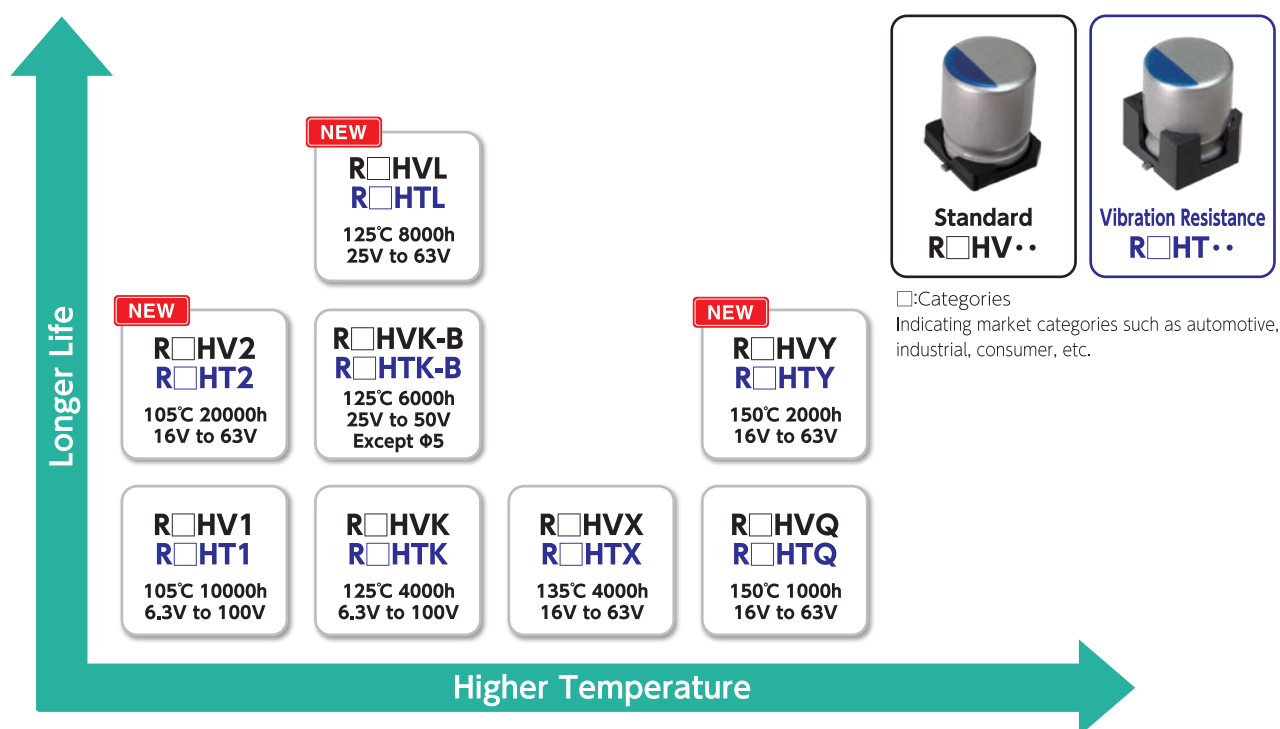 Longer Life
NEW
R□HVL
R□HTL
125℃ 8000h
25V to 63V
NEW
R□HV2
R□HT2
105℃ 20000h
16V to 63V
R□HVK-B
R□HTK-B
125℃ 6000h
25V to 50V
Except Φ5
NEW
R□HVY
R□HTY
150℃ 2000h
16V to 63V
R□HV1
R□HT1
105℃ 10000h
6.3V to 100V
R□HVK
R□HTK
125℃ 4000h
6.3V to 100V
R□HVX
R□HTX
135℃ 4000h
16V to 63V
R□HVQ
R□HTQ
150℃ 1000h
16V to 63V
Higher Temperature
Standard
R□HV••
Vibration Resistance
R□HT••
□:Categories
Indicating market categories such as automotive,
industrial, consumer, etc.